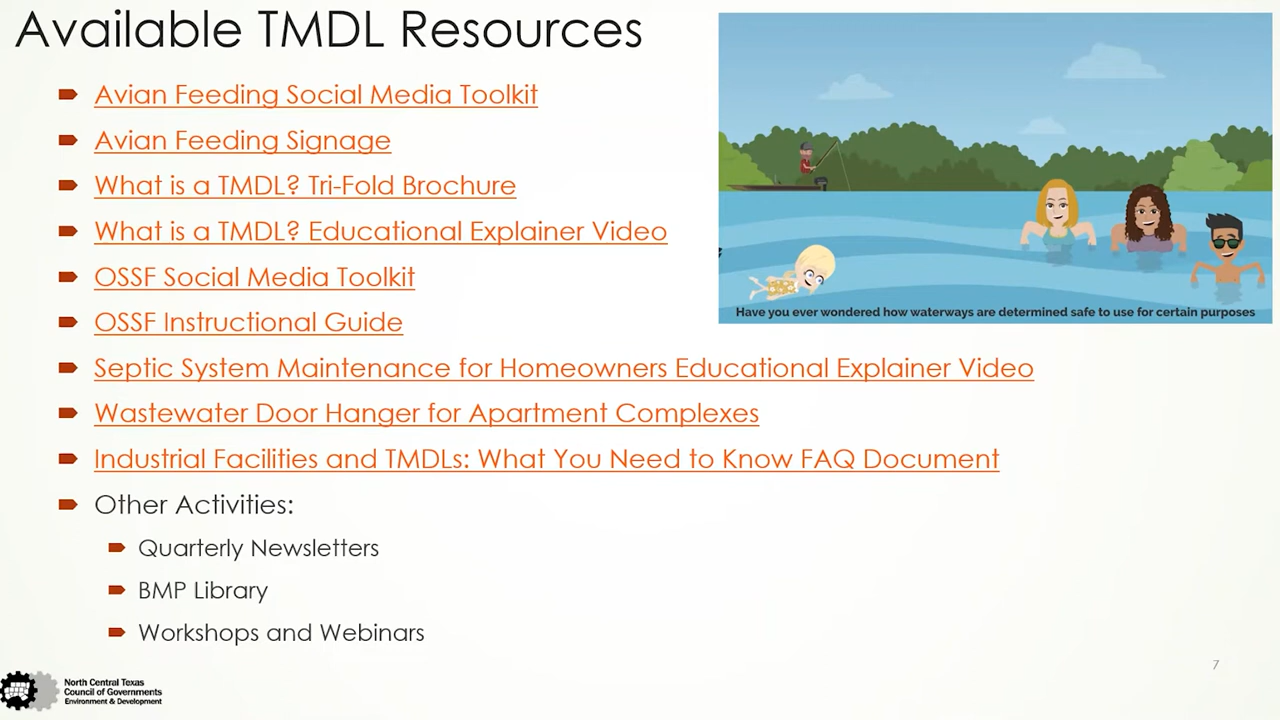 Available TMDL Resources
Avian Feeding Social Media Toolkit
Avian Feeding Signage
What is a TMDL? Tri-Fold Brochure
What is a TMDL? Educational Explainer Video
OSSF Social Media Toolkit
OSSF Instructional Guide
Septic System Maintenance for Homeowners Educational Explainer Video
Wastewater Door Hanger for Apartment Complexes
Industrial Facilities and TMDLs: What You Need to Know FAQ Document
Other Activities:
Quarterly Newsletters
BMP Library
Workshops and Webinars
Have you ever wondered how waterways are determined safe to use for certain purposes
7
North Central Texas
Council of Governments
Environment & Development